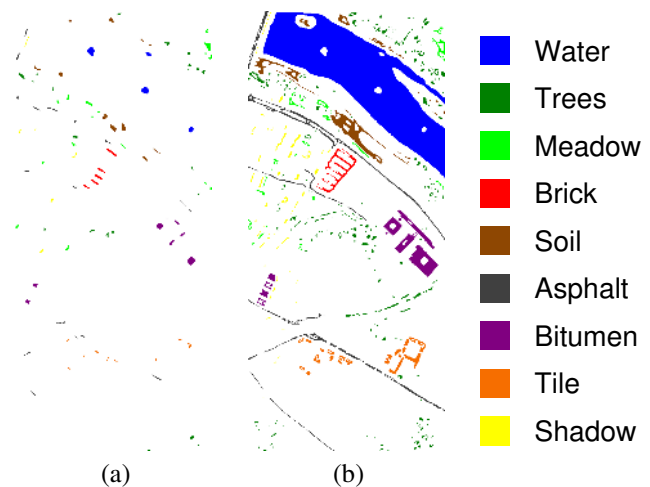 Water
Trees
Meadow
Brick
Soil
Asphalt
Bitumen
Tile
Shadow
(a)
(b)